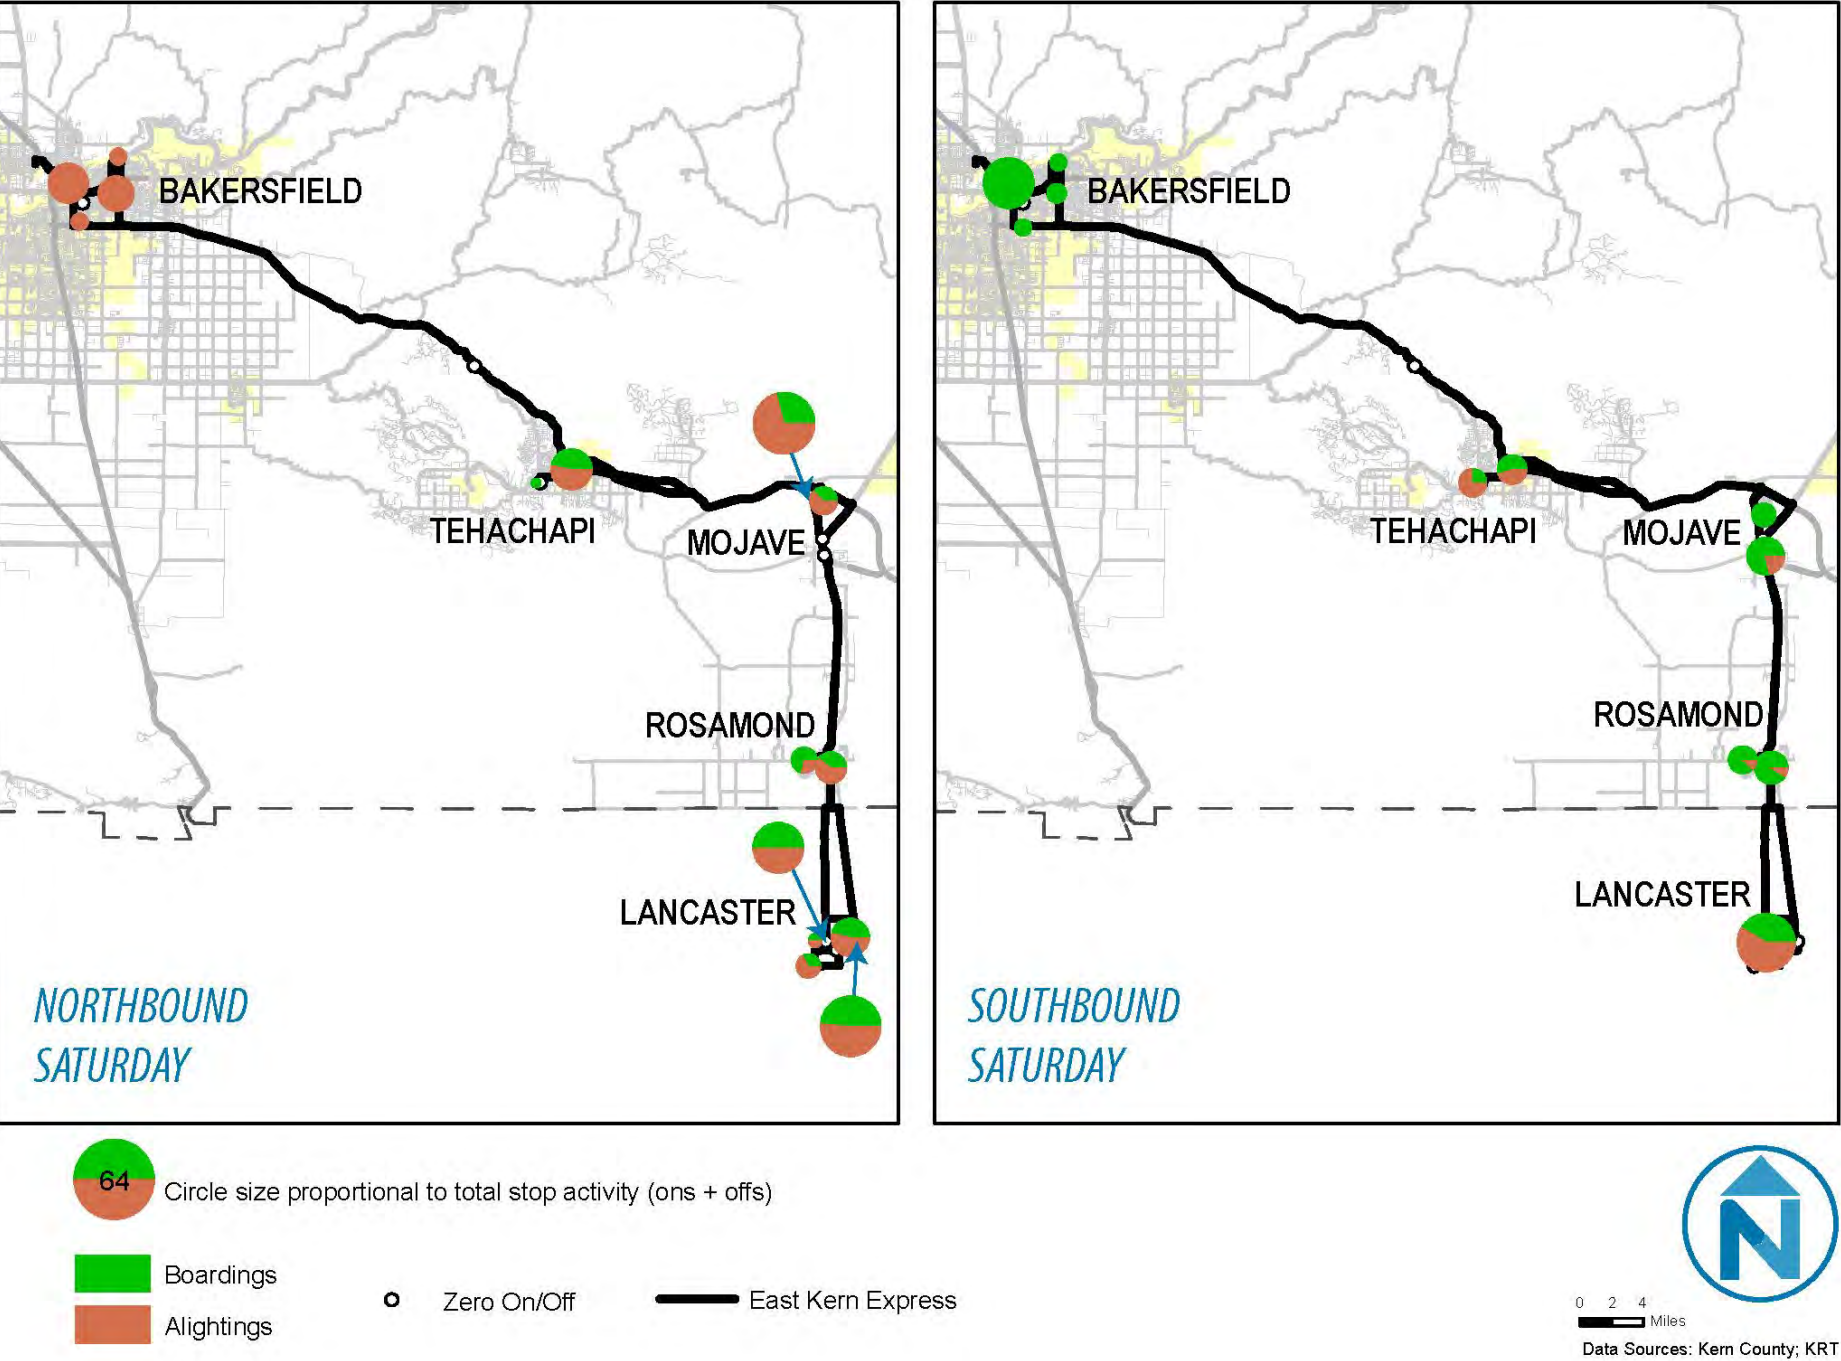 BAKERSFIELD
TEHACHAPI
MOJAVE
ROSAMOND
LANCASTER
NORTHBOUND
SATURDAY
BAKERSFIELD
TEHACHAPI
MOJAVE
ROSAMOND
LANCASTER
SOUTHBOUND
SATURDAY
64
Circle size proportional to total stop activity (ons + offs)
Boardings
Alightings
Zero On/Off
East Kern Express
N
0 2 4
Miles
Data Sources: Kern County; KRT